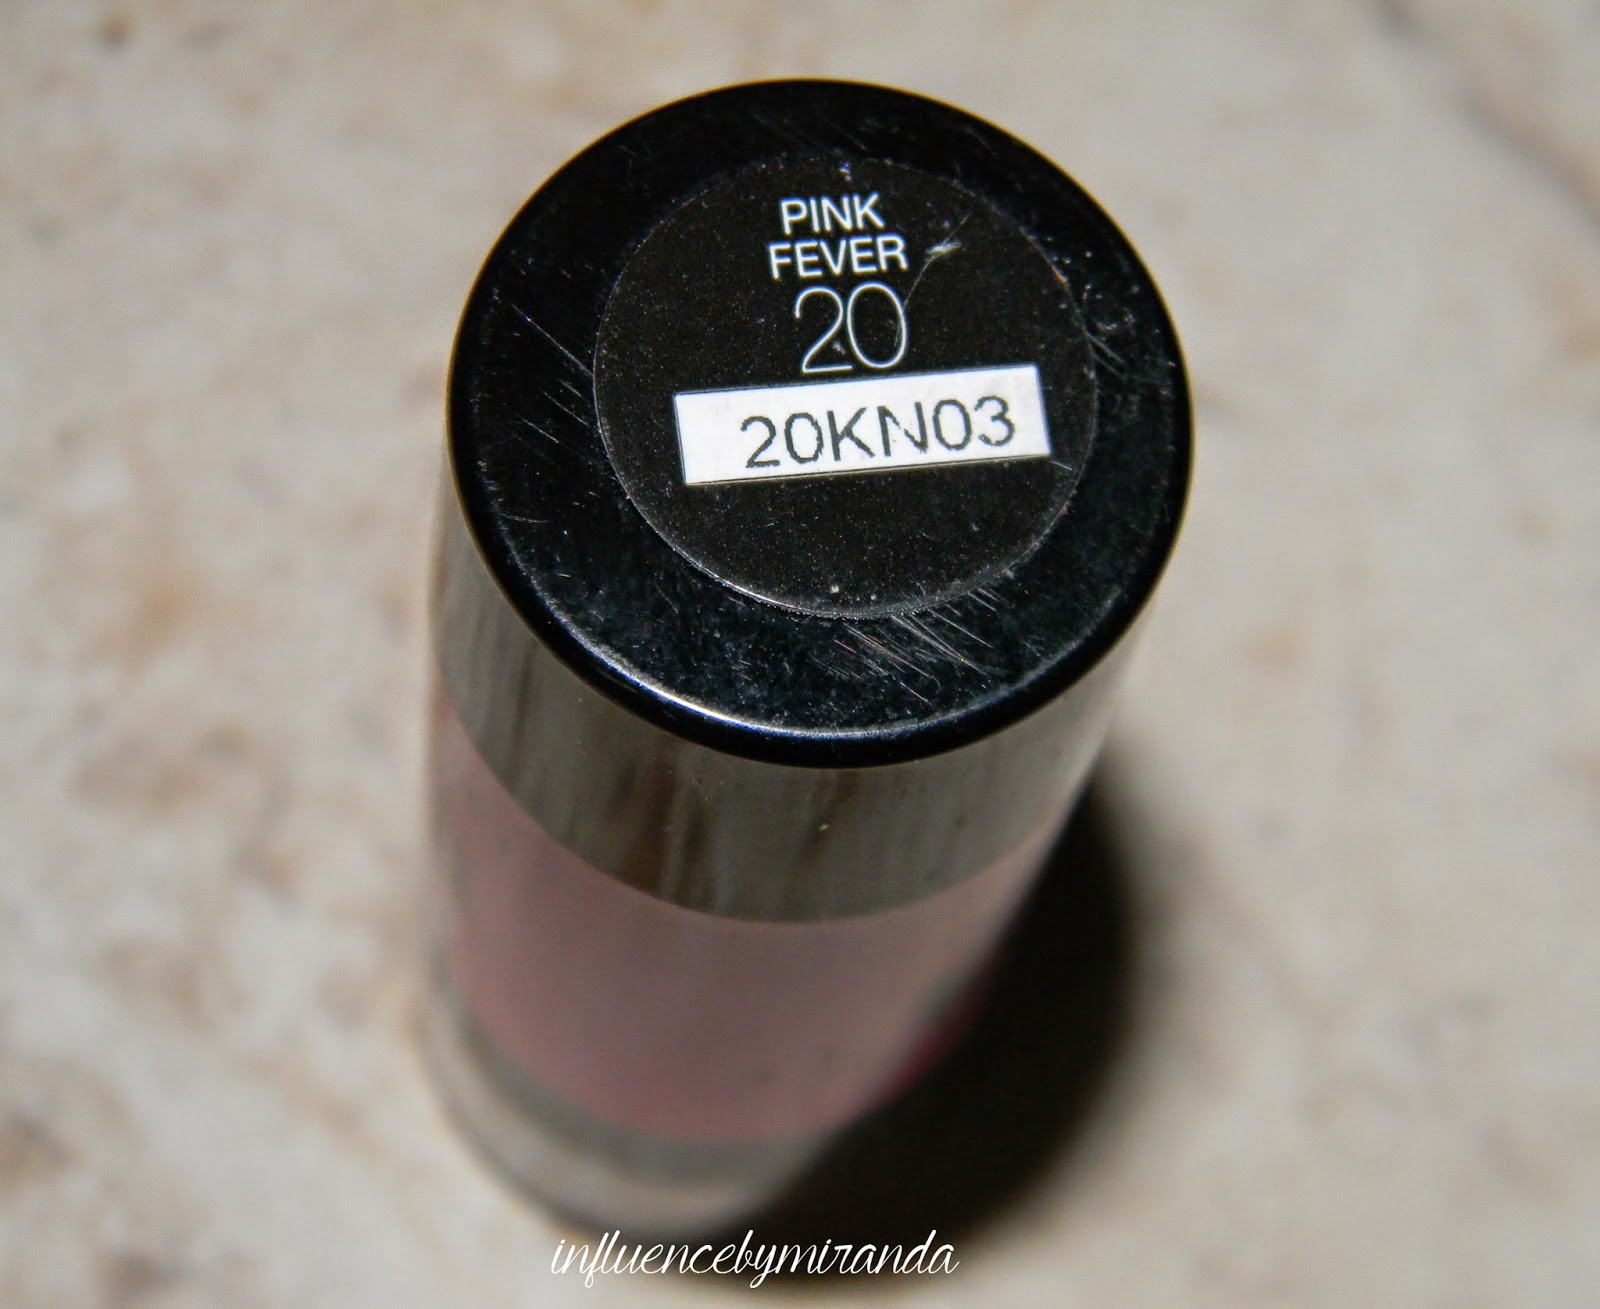 PINK
FEVER
20
20KN03
influencebymiranda